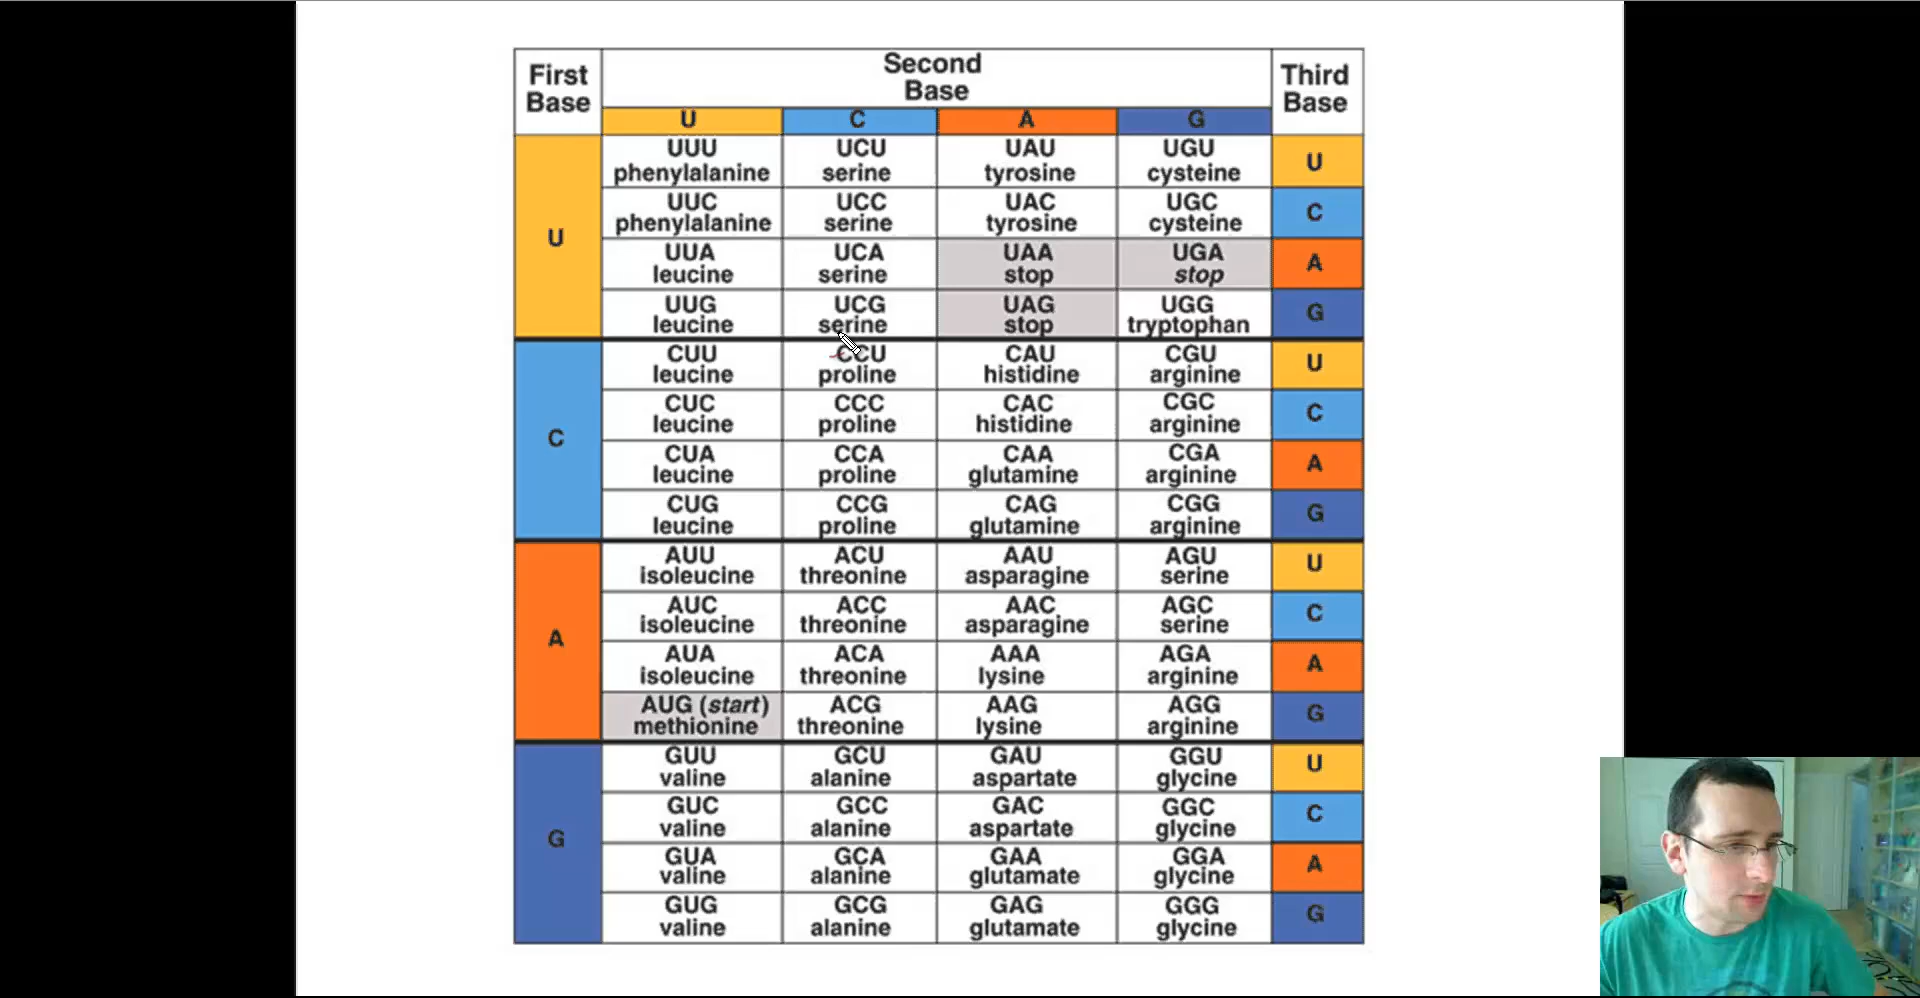 First Base
Second Base
Third Base
U C A G
UUU UCU UAU UGU U
phenylalanine serine tyrosine cysteine
UUC UCC UAC UGC C
phenylalanine serine tyrosine cysteine
U
UUA UCA UAA UGA A
leucine serine stop stop
UUG UCG UAG UGG G
leucine serine stop tryptophan
CUU CCU CAU CGU U
leucine proline histidine arginine
CUC CCC CAC CGC C
leucine proline histidine arginine
C
CUA CCA CAA CGA A
leucine proline glutamine arginine
CUG CCG CAG CGG G
leucine proline glutamine arginine
AUU ACU AAU AGU U
isoleucine threonine asparagine serine
AUC ACC AAC AGC C
isoleucine threonine asparagine serine
A
AUA ACA AAA AGA A
isoleucine threonine lysine arginine
AUG (start) ACG AAG AGG G
methionine threonine lysine arginine
GUU GCU GAU GGU U
valine alanine aspartate glycine
GUC GCC GAC GGC C
valine alanine aspartate glycine
G
GUA GCA GAA GGA A
valine alanine glutamate glycine
GUG GCG GAG GGG G
valine alanine glutamate glycine